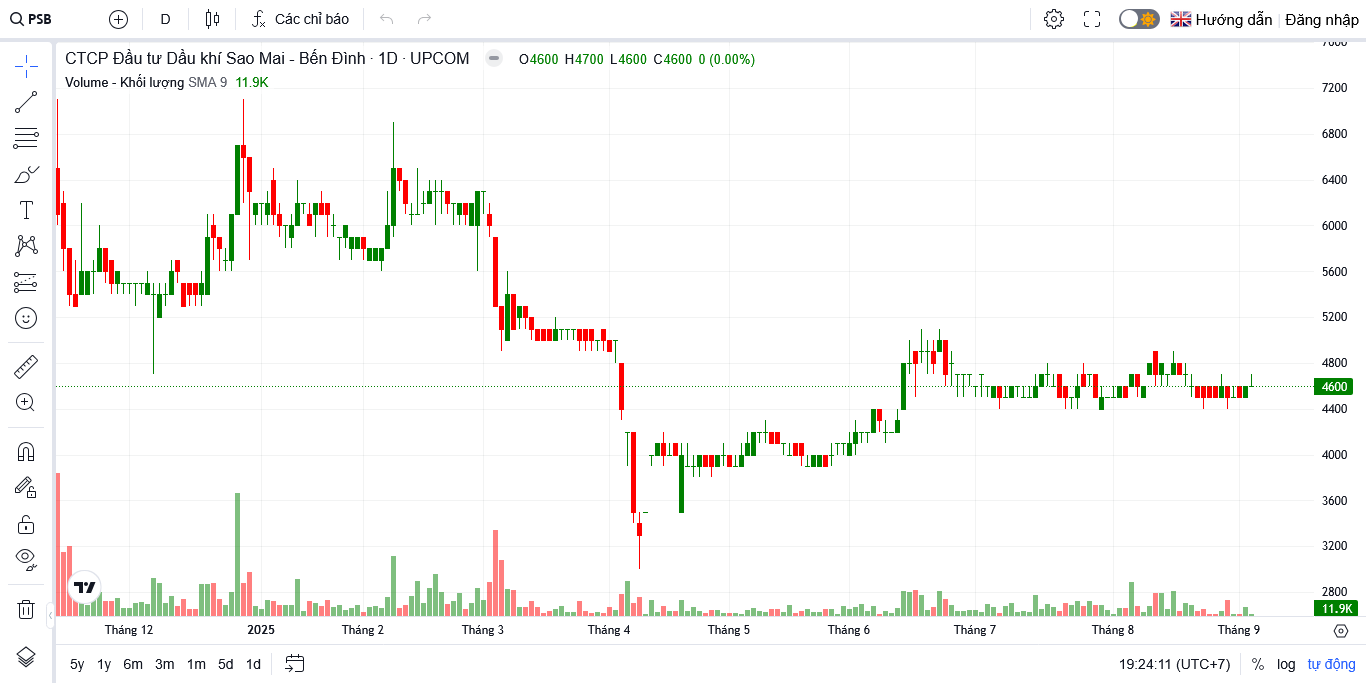 PSB D Các chỉ báo Hướng dẫn Đăng nhập
CTCP Đầu tư Dầu khí Sao Mai - Bến Đình · 1D · UPCOM O4600 H4700 L4600 C4600 0 (0.00%)
Volume - Khối lượng SMA 9 11.9K
7600
7200
6800
6400
6000
5600
5200
4800
4600
4400
4000
3600
3200
2800
11.9K
Tháng 12 2025 Tháng 2 Tháng 3 Tháng 4 Tháng 5 Tháng 6 Tháng 7 Tháng 8 Tháng 9
5y 1y 6m 3m 1m 5d 1d 19:24:11 (UTC+7) % log tự động